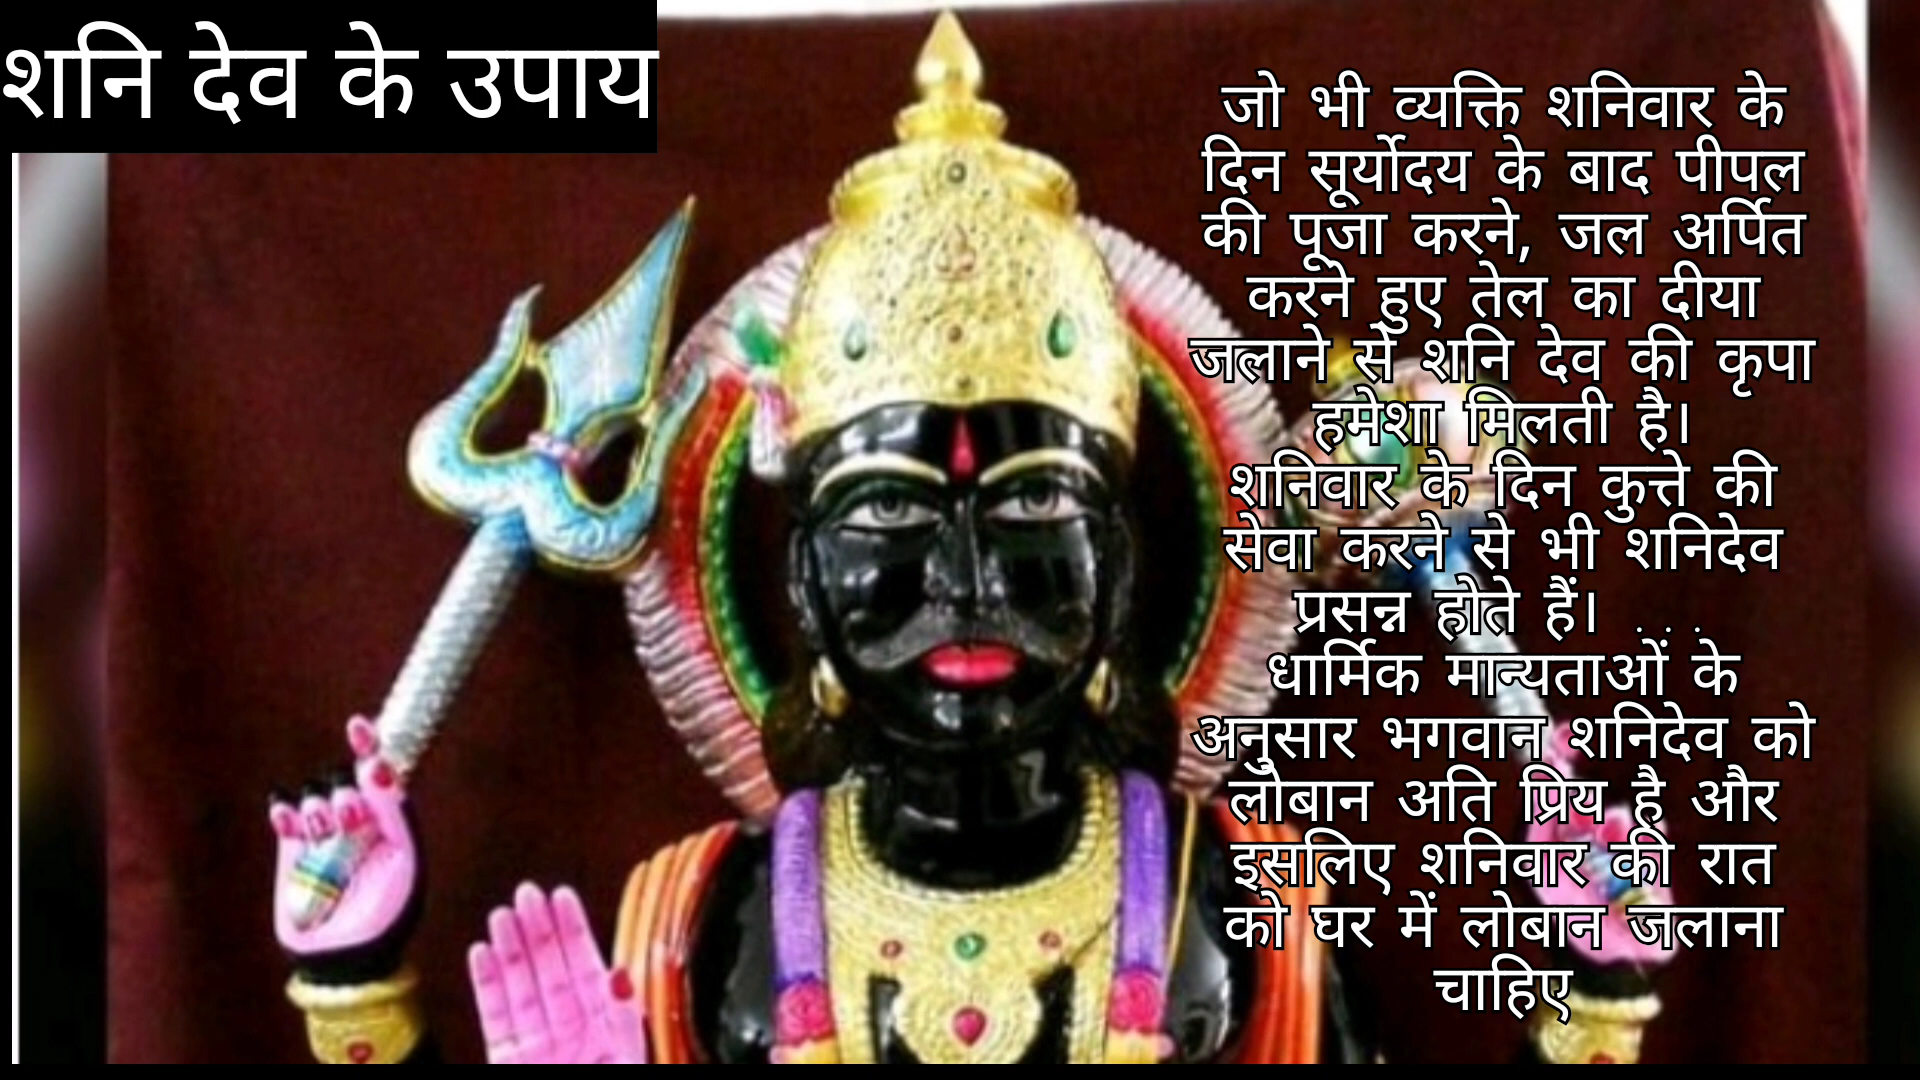 शनि देव के उपाय
जो भी व्यक्ति शनिवार के
दिन सूर्योदय के बाद पीपल
की पूजा करने, जल अर्पित
करने हुए तेल का दीया
जलाने से शनि देव की कृपा
हमेशा मिलती है।
शनिवार के दिन कुत्ते की
सेवा करने से भी शनिदेव
प्रसन्न होते हैं। . . .
धार्मिक मान्यताओं के
अनुसार भगवान शनिदेव को
लोबान अति प्रिय है और
इसलिए शनिवार की रात
को घर में लोबान जलाना
चाहिए